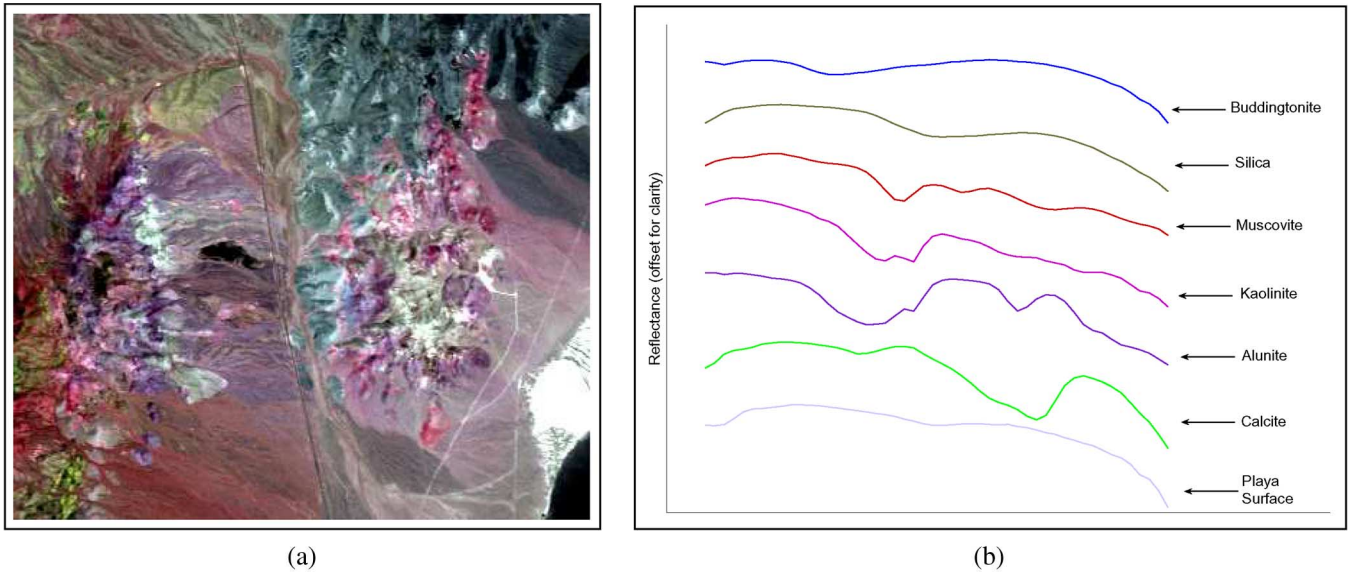 Reflectance (offset for clarity)
Buddingtonite
Silica
Muscovite
Kaolinite
Alunite
Calcite
Playa
Surface
(a)
(b)